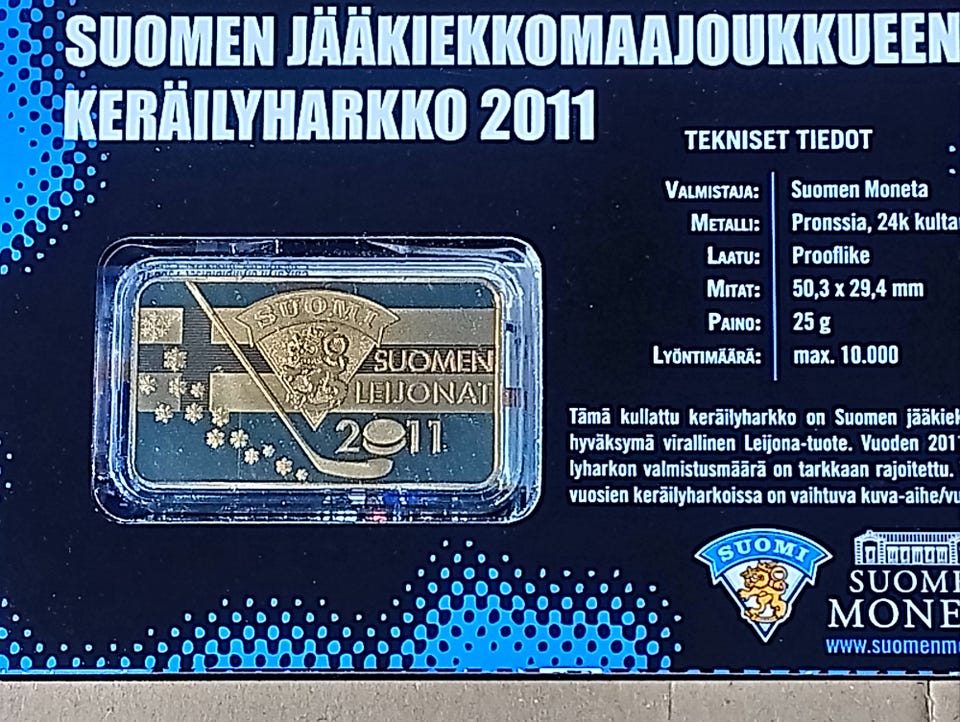 SUOMEN JÄÄKIEKKOMAAJOUKKUEEN
KERÄILYHARKKO 2011
TEKNISET TIEDOT
VALMISTAJA: Suomen Moneta
METALLI: Pronssia, 24k kulta
LAATU: Prooflike
MITAT: 50,3 x 29,4 mm
PAINO: 25 g
LYÖNTIMÄÄRÄ: max. 10.000
SUOMI
SUOMEN
LEIJONAT
2011
Tämä kullattu keräilyharkko on Suomen jääkiek
hyväksymä virallinen Leijona-tuote. Vuoden 2011
lyharkon valmistusmäärä on tarkkaan rajoitettu.
vuosien keräilyharkoissa on vaihtuva kuva-aihe/vu
SUOMI
SUOME
MONE
www.suomenm